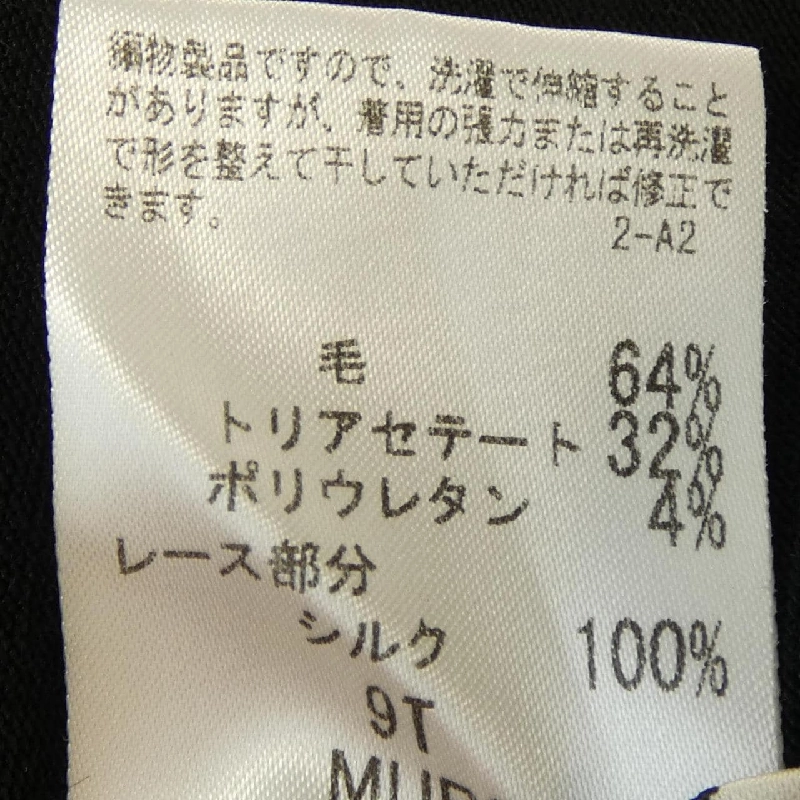 編物製品ですので、洗濯で伸縮すること
がありますが、着用の張力または再洗濯
で形を整えて干していただければ修正で
きます。
2-A2
毛 64%
トリアセテート 32%
ポリウレタン 4%
レース部分
シルク 100%
9T